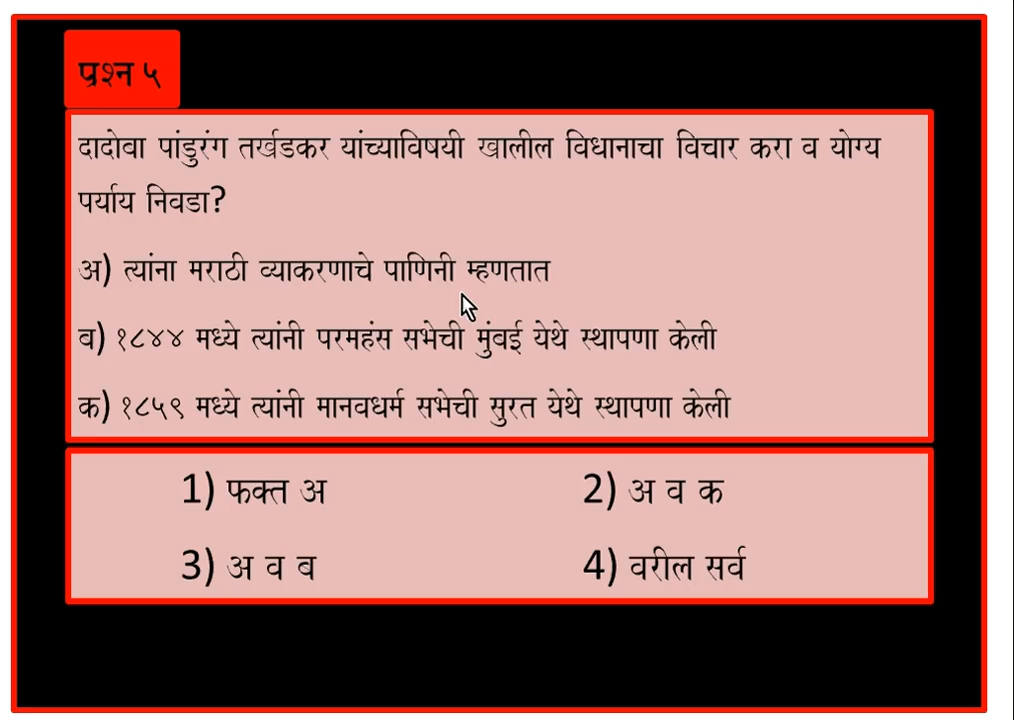 प्रश्न ५
दादोबा पांडुरंग तर्खडकर यांच्याविषयी खालील विधानाचा विचार करा व योग्य
पर्याय निवडा?
अ) त्यांना मराठी व्याकरणाचे पाणिनी म्हणतात
ब) १८४४ मध्ये त्यांनी परमहंस सभेची मुंबई येथे स्थापणा केली
क) १८५९ मध्ये त्यांनी मानवधर्म सभेची सुरत येथे स्थापणा केली
1) फक्त अ 2) अ व क
3) अ व ब 4) वरील सर्व